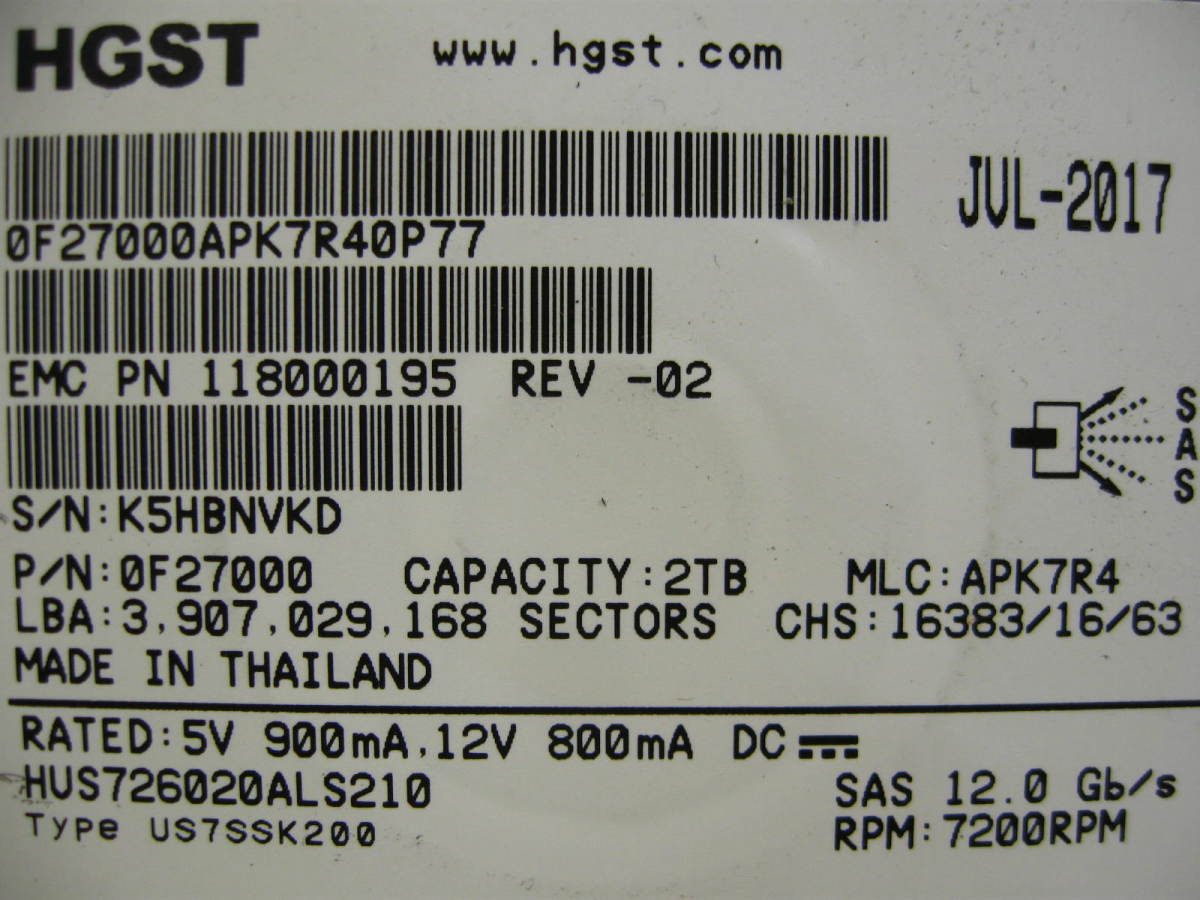 HGST www.hgst.com
JUL-2017
0F27000APK7R40P77
EMC PN 118000195 REV -02
S
A
S
S/N:K5HBNVKD
P/N:0F27000 CAPACITY:2TB MLC:APK7R4
LBA:3,907,029,168 SECTORS CHS:16383/16/63
MADE IN THAILAND
RATED:5V 900mA,12V 800mA DC
HUS726020ALS210 SAS 12.0 Gb/s
Type US7SSK200 RPM:7200RPM